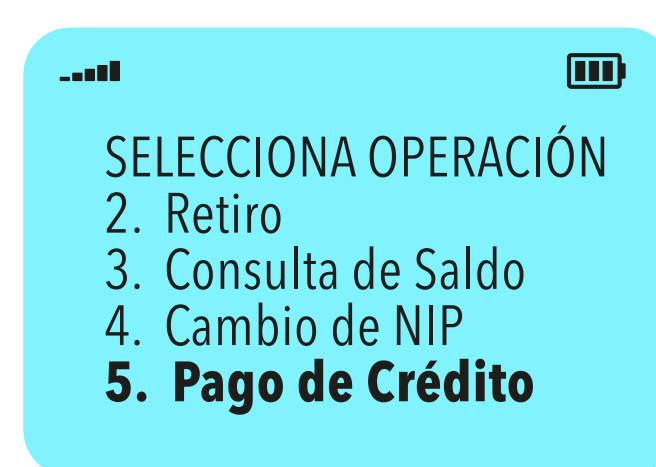 SELECCIONA OPERACIÓN
2. Retiro
3. Consulta de Saldo
4. Cambio de NIP
5. Pago de Crédito